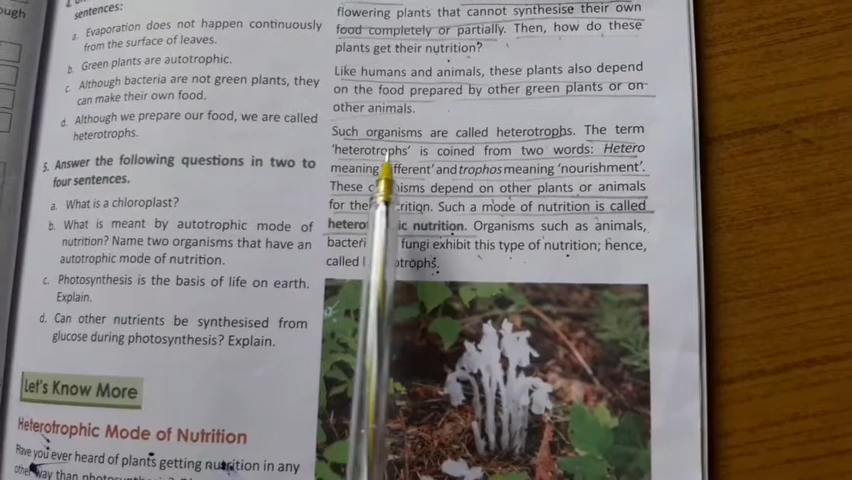 ough
sentences:
a. Evaporation does not happen continuously
from the surface of leaves.
b. Green plants are autotrophic.
c. Although bacteria are not green plants, they
can make their own food.
d. Although we prepare our food, we are called
heterotrophs.
5. Answer the following questions in two to
four sentences.
a. What is a chloroplast?
b. What is meant by autotrophic mode of
nutrition? Name two organisms that have an
autotrophic mode of nutrition.
c. Photosynthesis is the basis of life on earth.
Explain.
d. Can other nutrients be synthesised from
glucose during photosynthesis? Explain.
Let's Know More
Heterotrophic Mode of Nutrition
Have you ever heard of plants getting nutrition in any
other way than
flowering plants that cannot synthesise their own
food completely or partially. Then, how do these
plants get their nutrition?
Like humans and animals, these plants also depend
on the food prepared by other green plants or on
other animals.
Such organisms are called heterotrophs. The term
'heterotrophs' is coined from two words: Hetero
meaning fferent' and trophos meaning 'nourishment'.
These isms depend on other plants or animals
for rition. Such a mode of nutrition is called
hetero ic nutrition. Organisms such as animals,
bacteri fungi exhibit this type of nutrition; hence,
called otrophs.